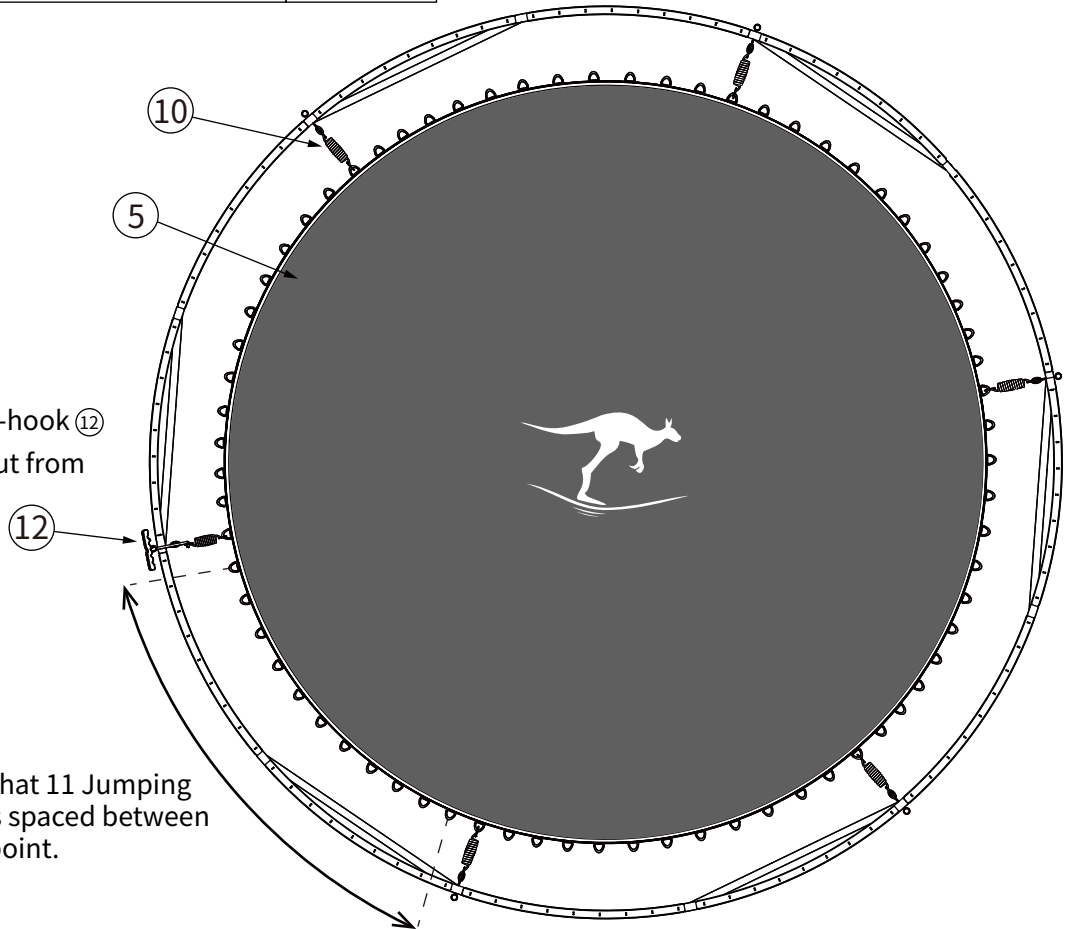 10
5
-hook 12
ut from
12
hat 11 Jumping
s spaced between
point.